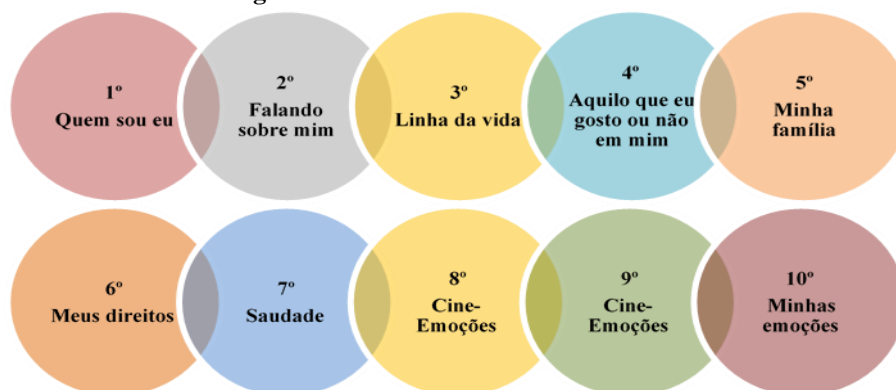 1º
Quem sou eu
2º
Falando
sobre mim
3º
Linha da vida
4º
Aquilo que eu
gosto ou não
em mim
5º
Minha
família
6º
Meus direitos
7º
Saudade
8º
Cine-
Emoções
9º
Cine-
Emoções
10º
Minhas
emoções